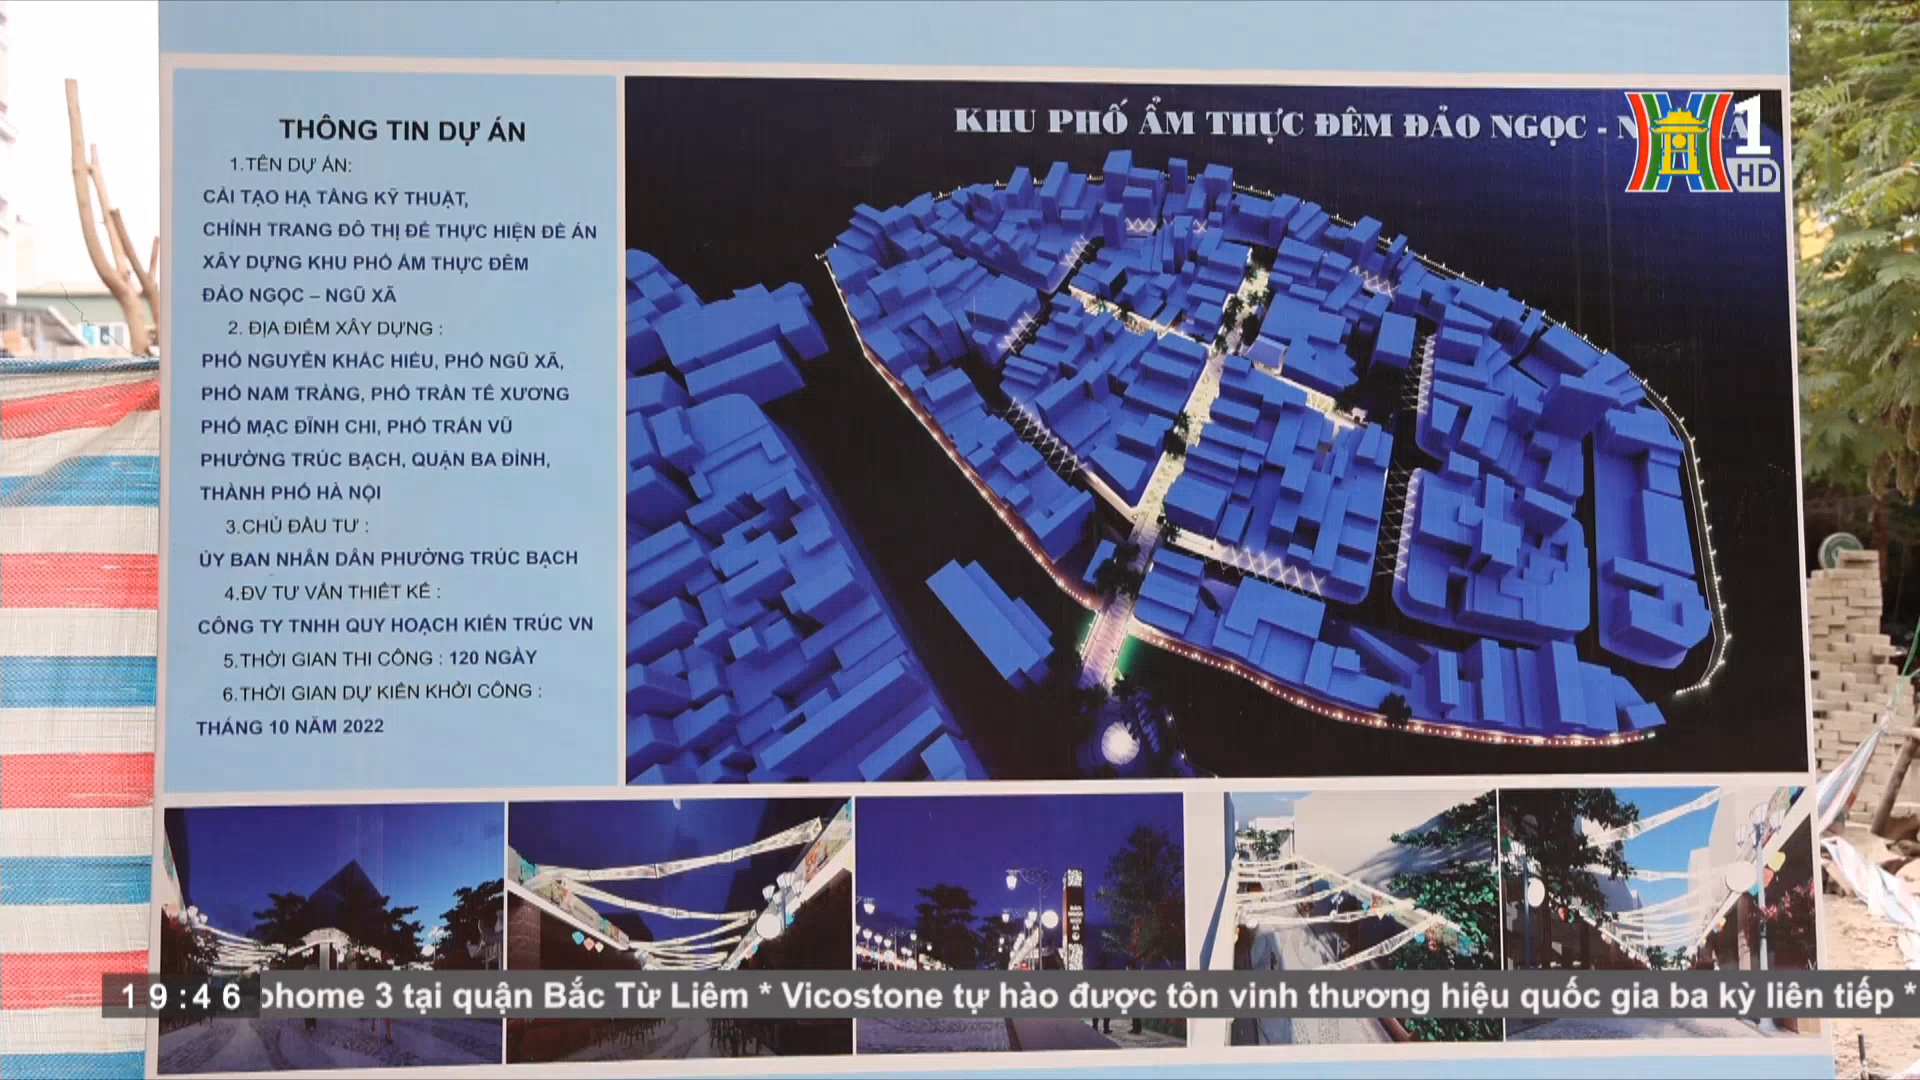 THÔNG TIN DỰ ÁN
1.TÊN DỰ ÁN:
CẢI TẠO HẠ TẦNG KỸ THUẬT,
CHỈNH TRANG ĐÔ THỊ ĐỂ THỰC HIỆN ĐỀ ÁN
XÂY DỰNG KHU PHỐ ẨM THỰC ĐÊM
ĐẢO NGỌC – NGŨ XÃ
2. ĐỊA ĐIỂM XÂY DỰNG :
PHỐ NGUYỄN KHẮC HIẾU, PHỐ NGŨ XÃ,
PHỐ NAM TRÀNG, PHỐ TRẤN TẾ XƯƠNG
PHỐ MẠC ĐĨNH CHI, PHỐ TRẤN VŨ
PHƯỜNG TRÚC BẠCH, QUẬN BA ĐÌNH,
THÀNH PHỐ HÀ NỘI
3.CHỦ ĐẦU TƯ :
ỦY BAN NHÂN DÂN PHƯỜNG TRÚC BẠCH
4.ĐV TƯ VẤN THIẾT KẾ :
CÔNG TY TNHH QUY HOẠCH KIẾN TRÚC VN
5.THỜI GIAN THI CÔNG : 120 NGÀY
6.THỜI GIAN DỰ KIẾN KHỞI CÔNG :
THÁNG 10 NĂM 2022
KHU PHỐ ẨM THỰC ĐÊM ĐẢO NGỌC -
H 1
HD
19:46 ohome 3 tại quận Bắc Từ Liêm * Vicostone tự hào được tôn vinh thương hiệu quốc gia ba kỳ liên tiếp *